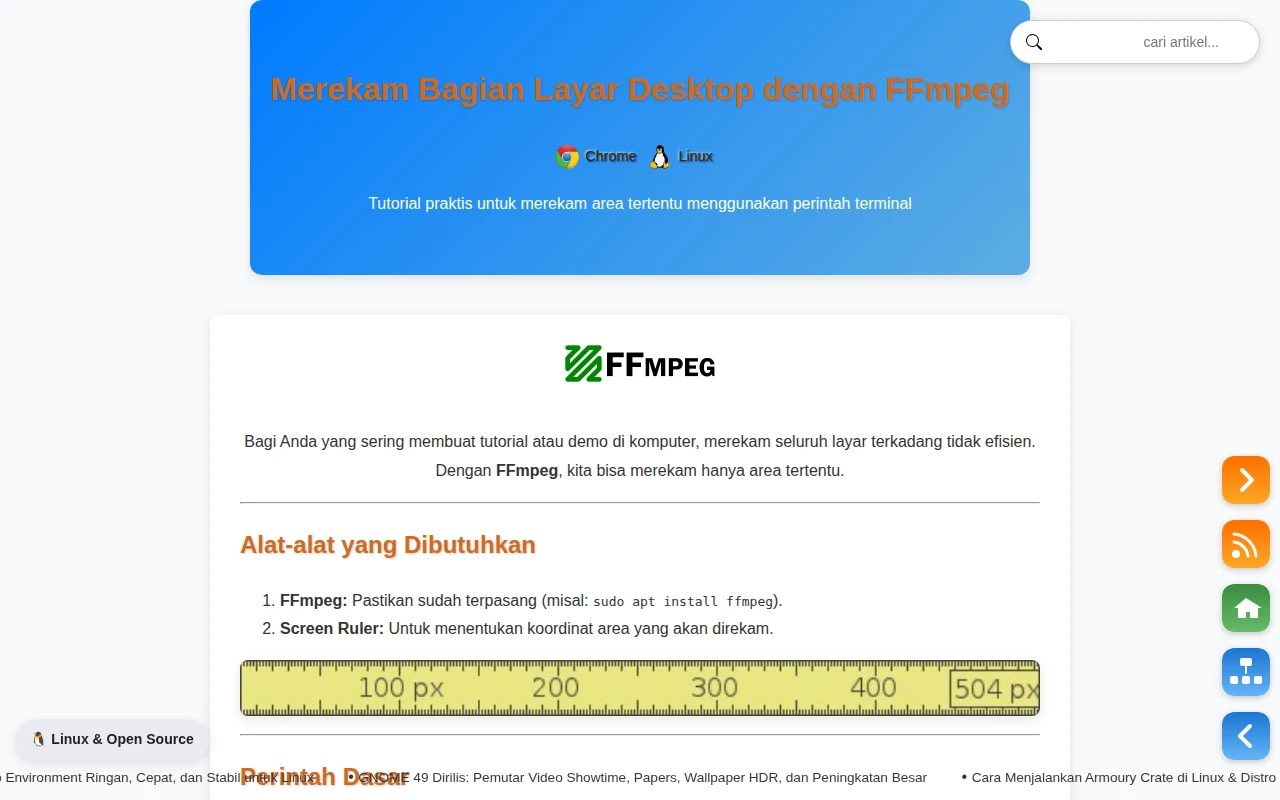 cari artikel...
Merekam Bagian Layar Desktop dengan FFmpeg
Chrome Linux
Tutorial praktis untuk merekam area tertentu menggunakan perintah terminal
FFMPEG
Bagi Anda yang sering membuat tutorial atau demo di komputer, merekam seluruh layar terkadang tidak efisien.
Dengan FFmpeg, kita bisa merekam hanya area tertentu.
Alat-alat yang Dibutuhkan
1. FFmpeg: Pastikan sudah terpasang (misal: sudo apt install ffmpeg).
2. Screen Ruler: Untuk menentukan koordinat area yang akan direkam.
100 px 200 300 400 504 px
Linux & Open Source
Perintah Dasar
Environment Ringan, Cepat, dan Stabil untuk Linux • GNOME 49 Dirilis: Pemutar Video Showtime, Papers, Wallpaper HDR, dan Peningkatan Besar • Cara Menjalankan Armoury Crate di Linux & Distro